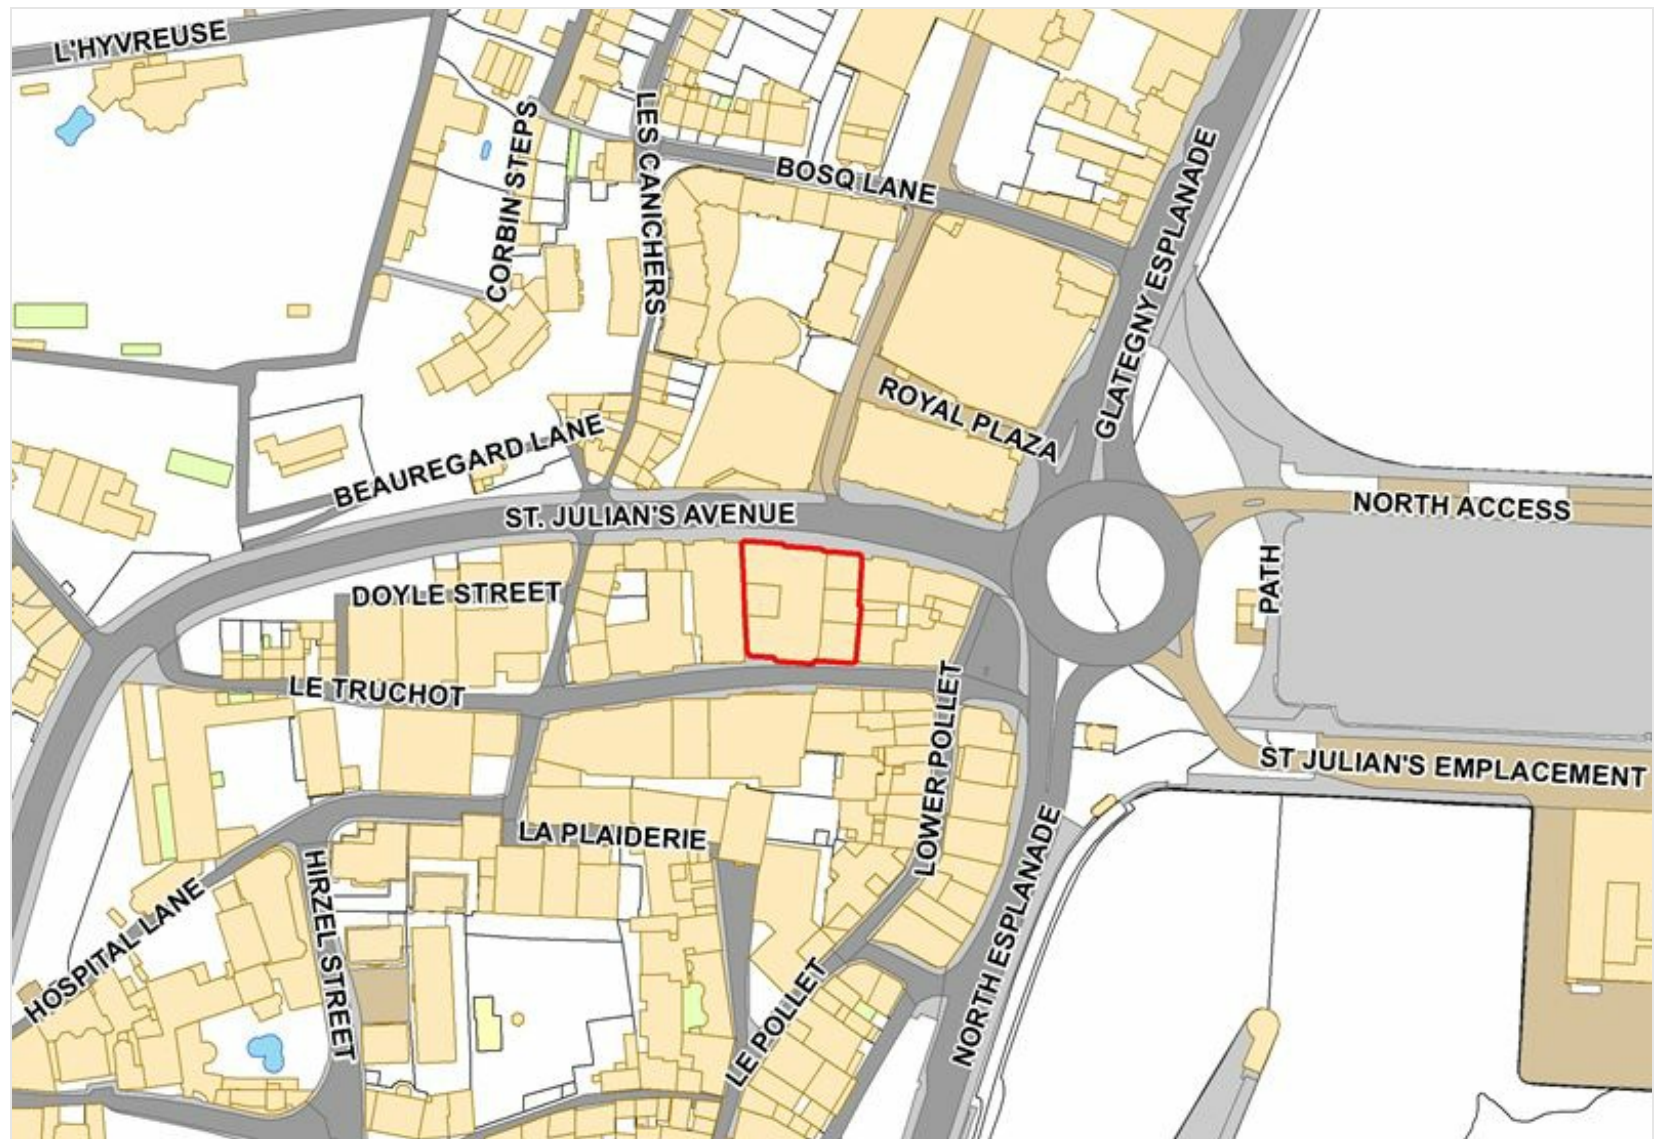 L'HYVREUSE
CORBIN STEPS
LES CANICHERS
BOSQ LANE
GLATEGNY ESPLANADE
ROYAL PLAZA
BEAUREGARD LANE
ST. JULIAN'S AVENUE
NORTH ACCESS
PATH
DOYLE STREET
LE TRUCHOT
LOWER POLLET
ST JULIAN'S EMPLACEMENT
LA PLAIDERIE
HOSPITAL LANE
HIRZEL STREET
NORTH ESPLANADE
LE POLLET